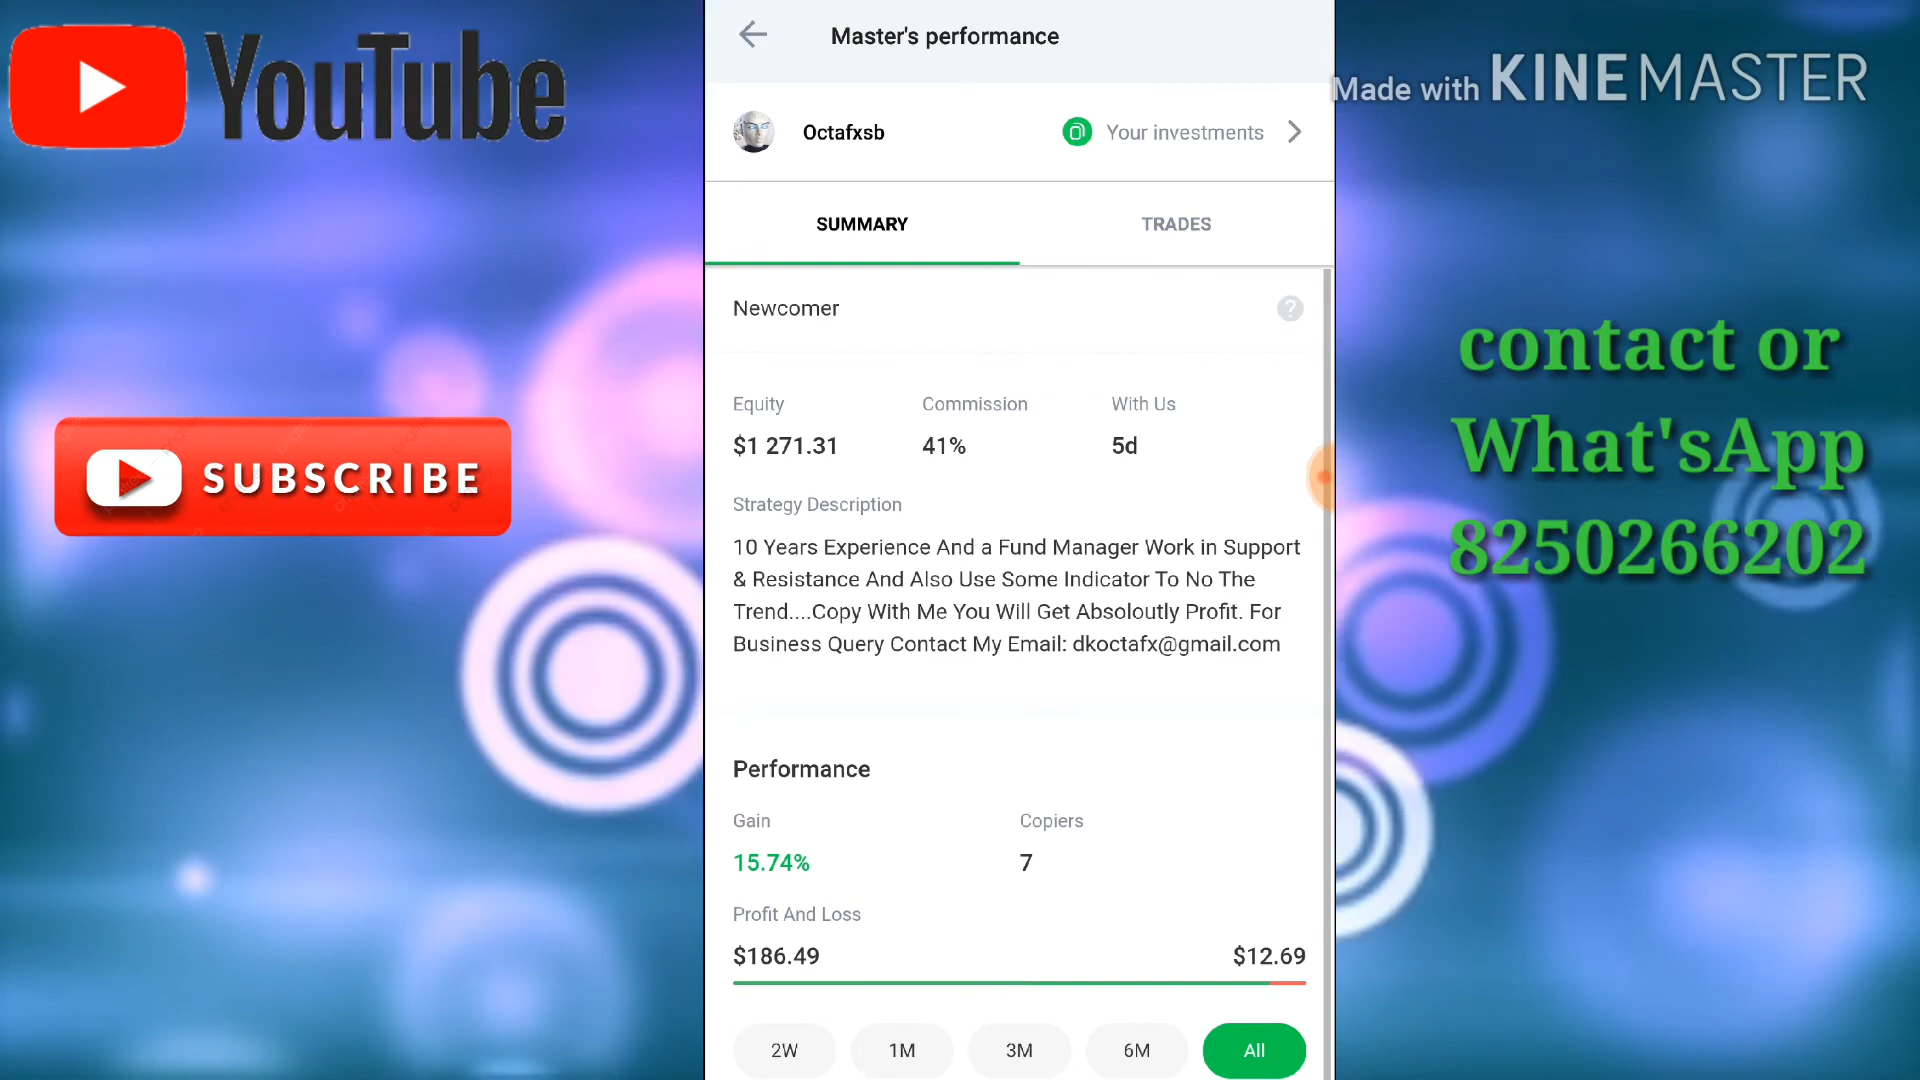 YouTube
SUBSCRIBE
Master's performance
Octafxsb
Your investments
SUMMARY
TRADES
Newcomer
?
Equity
Commission
With Us
$1 271.31
41%
5d
Strategy Description
10 Years Experience And a Fund Manager Work in Support
& Resistance And Also Use Some Indicator To No The
Trend....Copy With Me You Will Get Absoloutly Profit. For
Business Query Contact My Email: dkoctafx@gmail.com
Performance
Gain
Copiers
15.74%
7
Profit And Loss
$186.49
$12.69
2W
1M
3M
6M
All
Made with KINEMASTER
contact or
What'sApp
8250266202